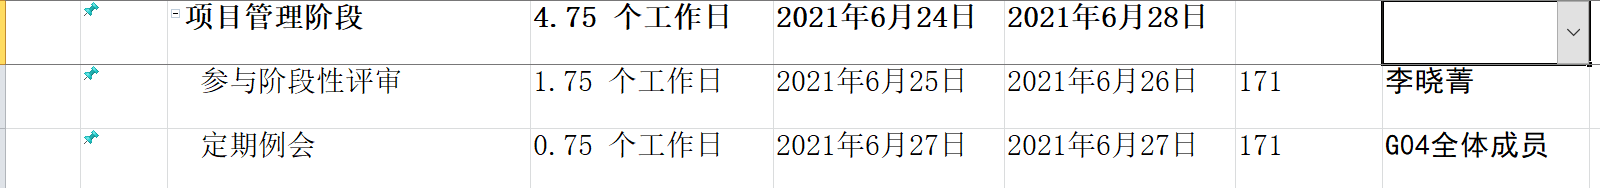 项目管理阶段 4.75 个工作日 2021年6月24日 2021年6月28日
参与阶段性评审 1.75 个工作日 2021年6月25日 2021年6月26日 171 李晓菁
定期例会 0.75 个工作日 2021年6月27日 2021年6月27日 171 G04全体成员